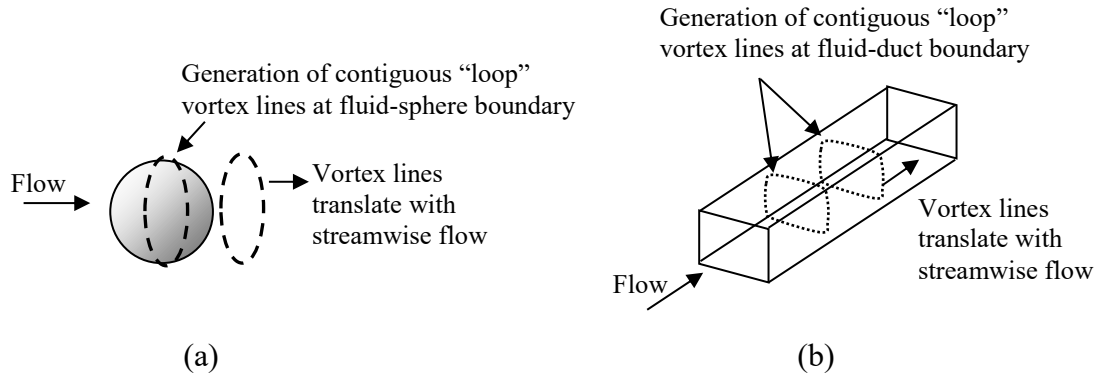 Generation of contiguous “loop”
vortex lines at fluid-sphere boundary
Flow
Vortex lines
translate with
streamwise flow
(a)
Generation of contiguous “loop”
vortex lines at fluid-duct boundary
Vortex lines
translate with
streamwise flow
Flow
(b)